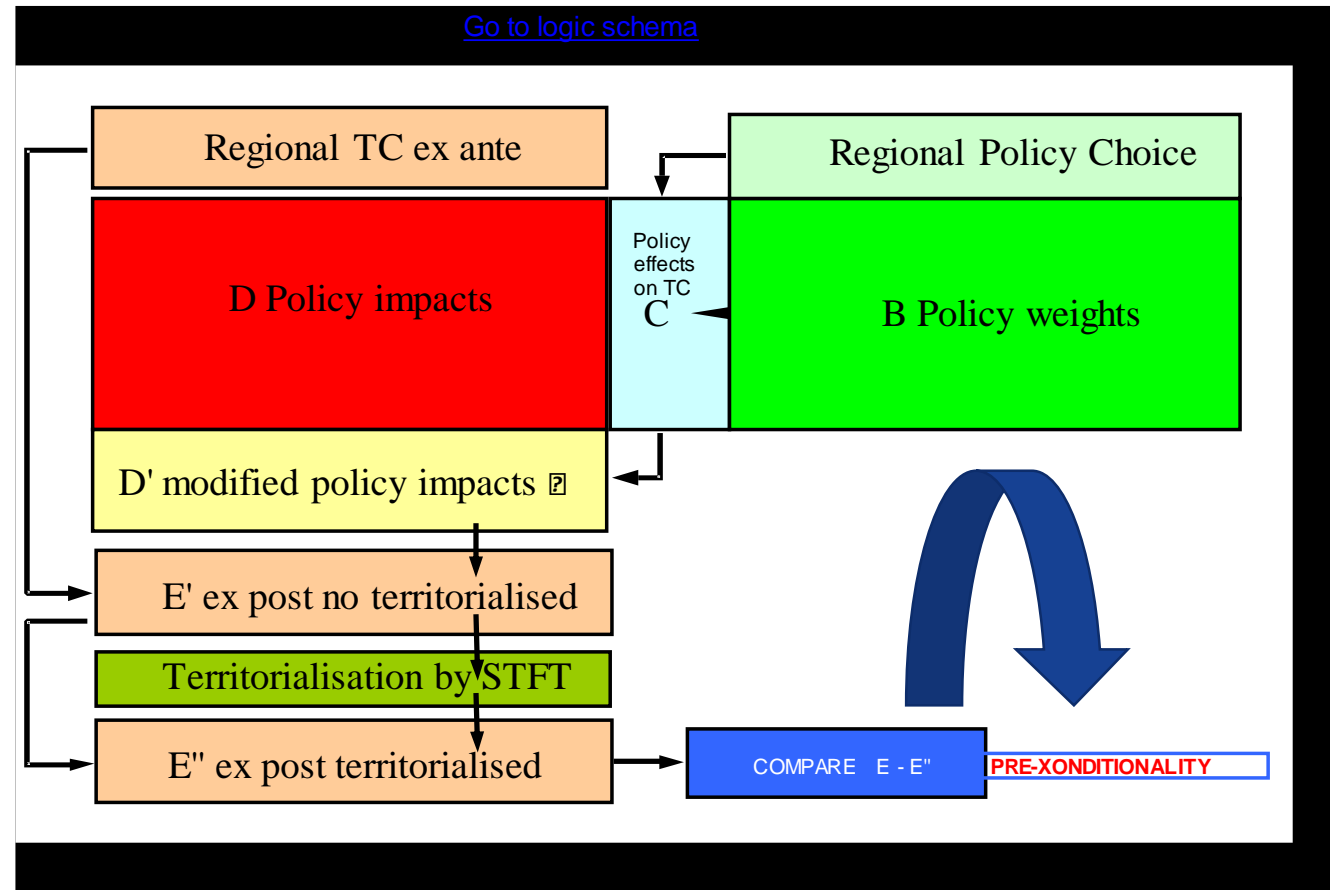 Go to logic schema
Regional TC ex ante
Regional Policy Choice
D Policy impacts
Policy
effects
on TC
C
B Policy weights
D' modified policy impacts ⍰
E' ex post no territorialised
Territorialisation by STFT
E" ex post territorialised
COMPARE E - E"
PRE-XONDITIONALITY